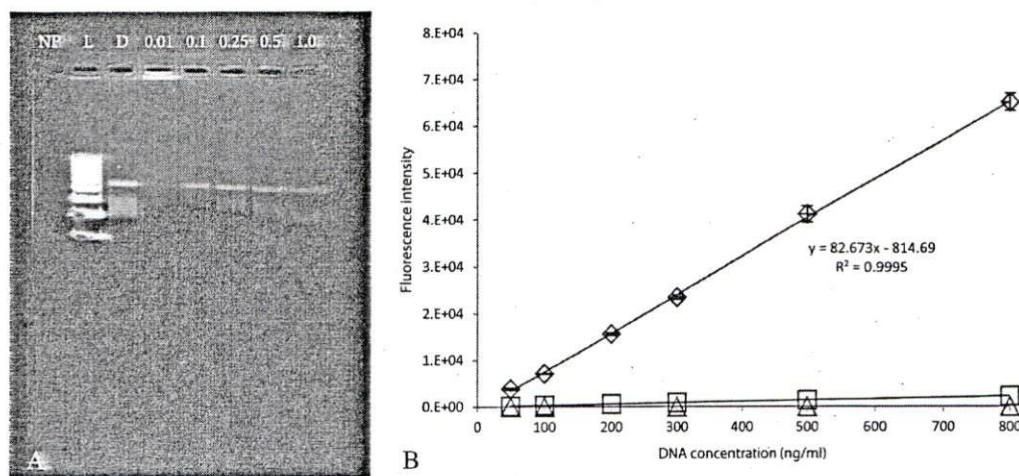 NP L D 0.01 0.1 0.25 0.5 1.0
A
8.E+04
7.E+04
6.E+04
5.E+04
4.E+04
3.E+04
2.E+04
1.E+04
0.E+00
Fluorescence intensity
y = 82.673x - 814.69
R² = 0.9995
0 100 200 300 400 500 600 700 800
DNA concentration (ng/ml)
B